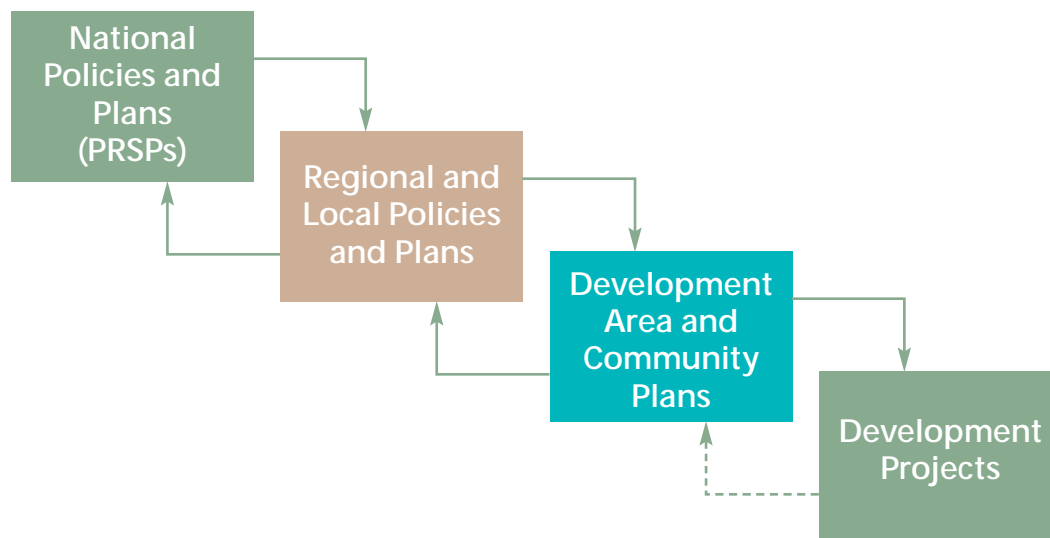 National
Policies and
Plans
(PRSPs)
Regional and
Local Policies
and Plans
Development
Area and
Community
Plans
Development
Projects